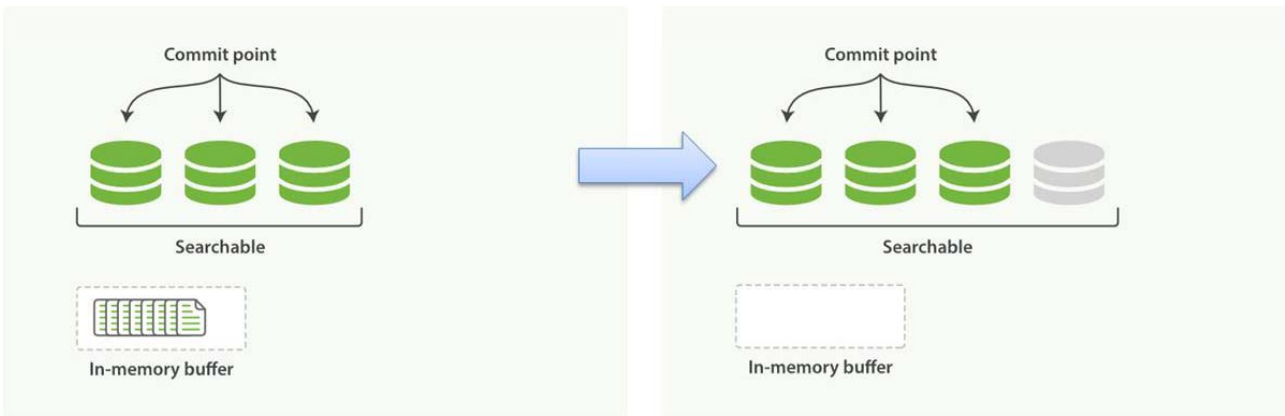 Commit point
Searchable
In-memory buffer
Commit point
Searchable
In-memory buffer